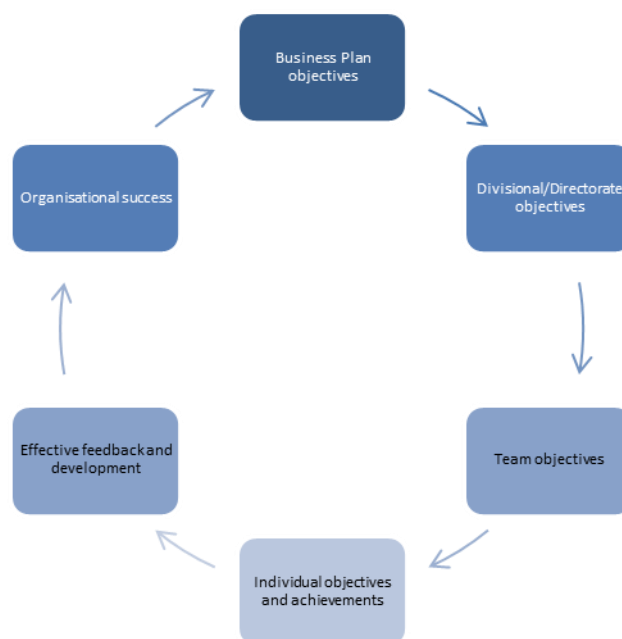 Business Plan
objectives
Divisional/Directorate
objectives
Team objectives
Individual objectives
and achievements
Effective feedback and
development
Organisational success